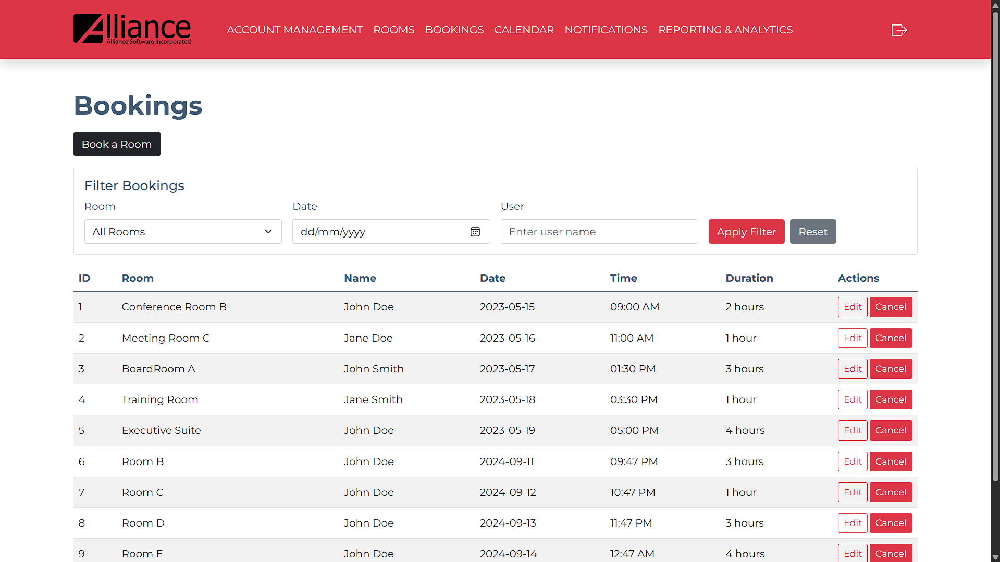 Alliance
Alliance Software Incorporated
ACCOUNT MANAGEMENT ROOMS BOOKINGS CALENDAR NOTIFICATIONS REPORTING & ANALYTICS
Bookings
Book a Room
Filter Bookings
Room Date User
All Rooms dd/mm/yyyy Enter user name Apply Filter Reset
ID Room Name Date Time Duration Actions
1 Conference Room B John Doe 2023-05-15 09:00 AM 2 hours Edit Cancel
2 Meeting Room C Jane Doe 2023-05-16 11:00 AM 1 hour Edit Cancel
3 BoardRoom A John Smith 2023-05-17 01:30 PM 3 hours Edit Cancel
4 Training Room Jane Smith 2023-05-18 03:30 PM 1 hour Edit Cancel
5 Executive Suite John Doe 2023-05-19 05:00 PM 4 hours Edit Cancel
6 Room B John Doe 2024-09-11 09:47 PM 3 hours Edit Cancel
7 Room C John Doe 2024-09-12 10:47 PM 1 hour Edit Cancel
8 Room D John Doe 2024-09-13 11:47 PM 3 hours Edit Cancel
9 Room E John Doe 2024-09-14 12:47 AM 4 hours Edit Cancel